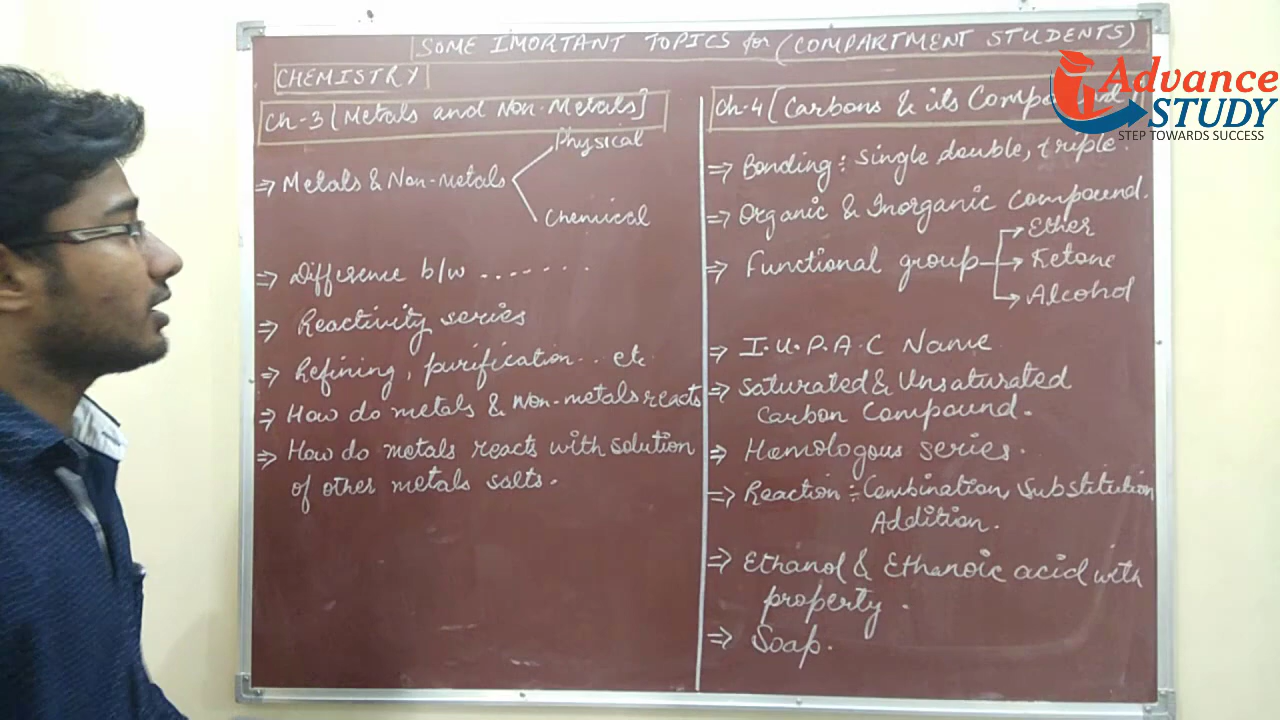 SOME IMORTANT TOPICS for (COMPARTMENT STUDENTS)
CHEMISTRY
Ch-3 [Metals and Non-Metals]
⇒ Metals & Non-metals
Physical
Chemical
⇒ Difference b/w .......
⇒ Reactivity series
⇒ Refining, purification... etc
⇒ How do metals & Non-metals reacts
⇒ How do metals reacts with solution
of other metals salts.
Ch-4 [Carbons & its Compound]
⇒ Bonding ÷ Single double, triple.
⇒ Organic & Inorganic Compound.
⇒ Functional group
→ Ether
→ Ketone
→ Alcohol
⇒ I.U.P.A.C Name
⇒ Saturated & Unsaturated
Carbon Compound.
⇒ Homologous series.
⇒ Reaction ÷ Combination, Substitution
Addition.
⇒ Ethanol & Ethanoic acid with
property.
⇒ Soap.
Advance
STUDY
STEP TOWARDS SUCCESS